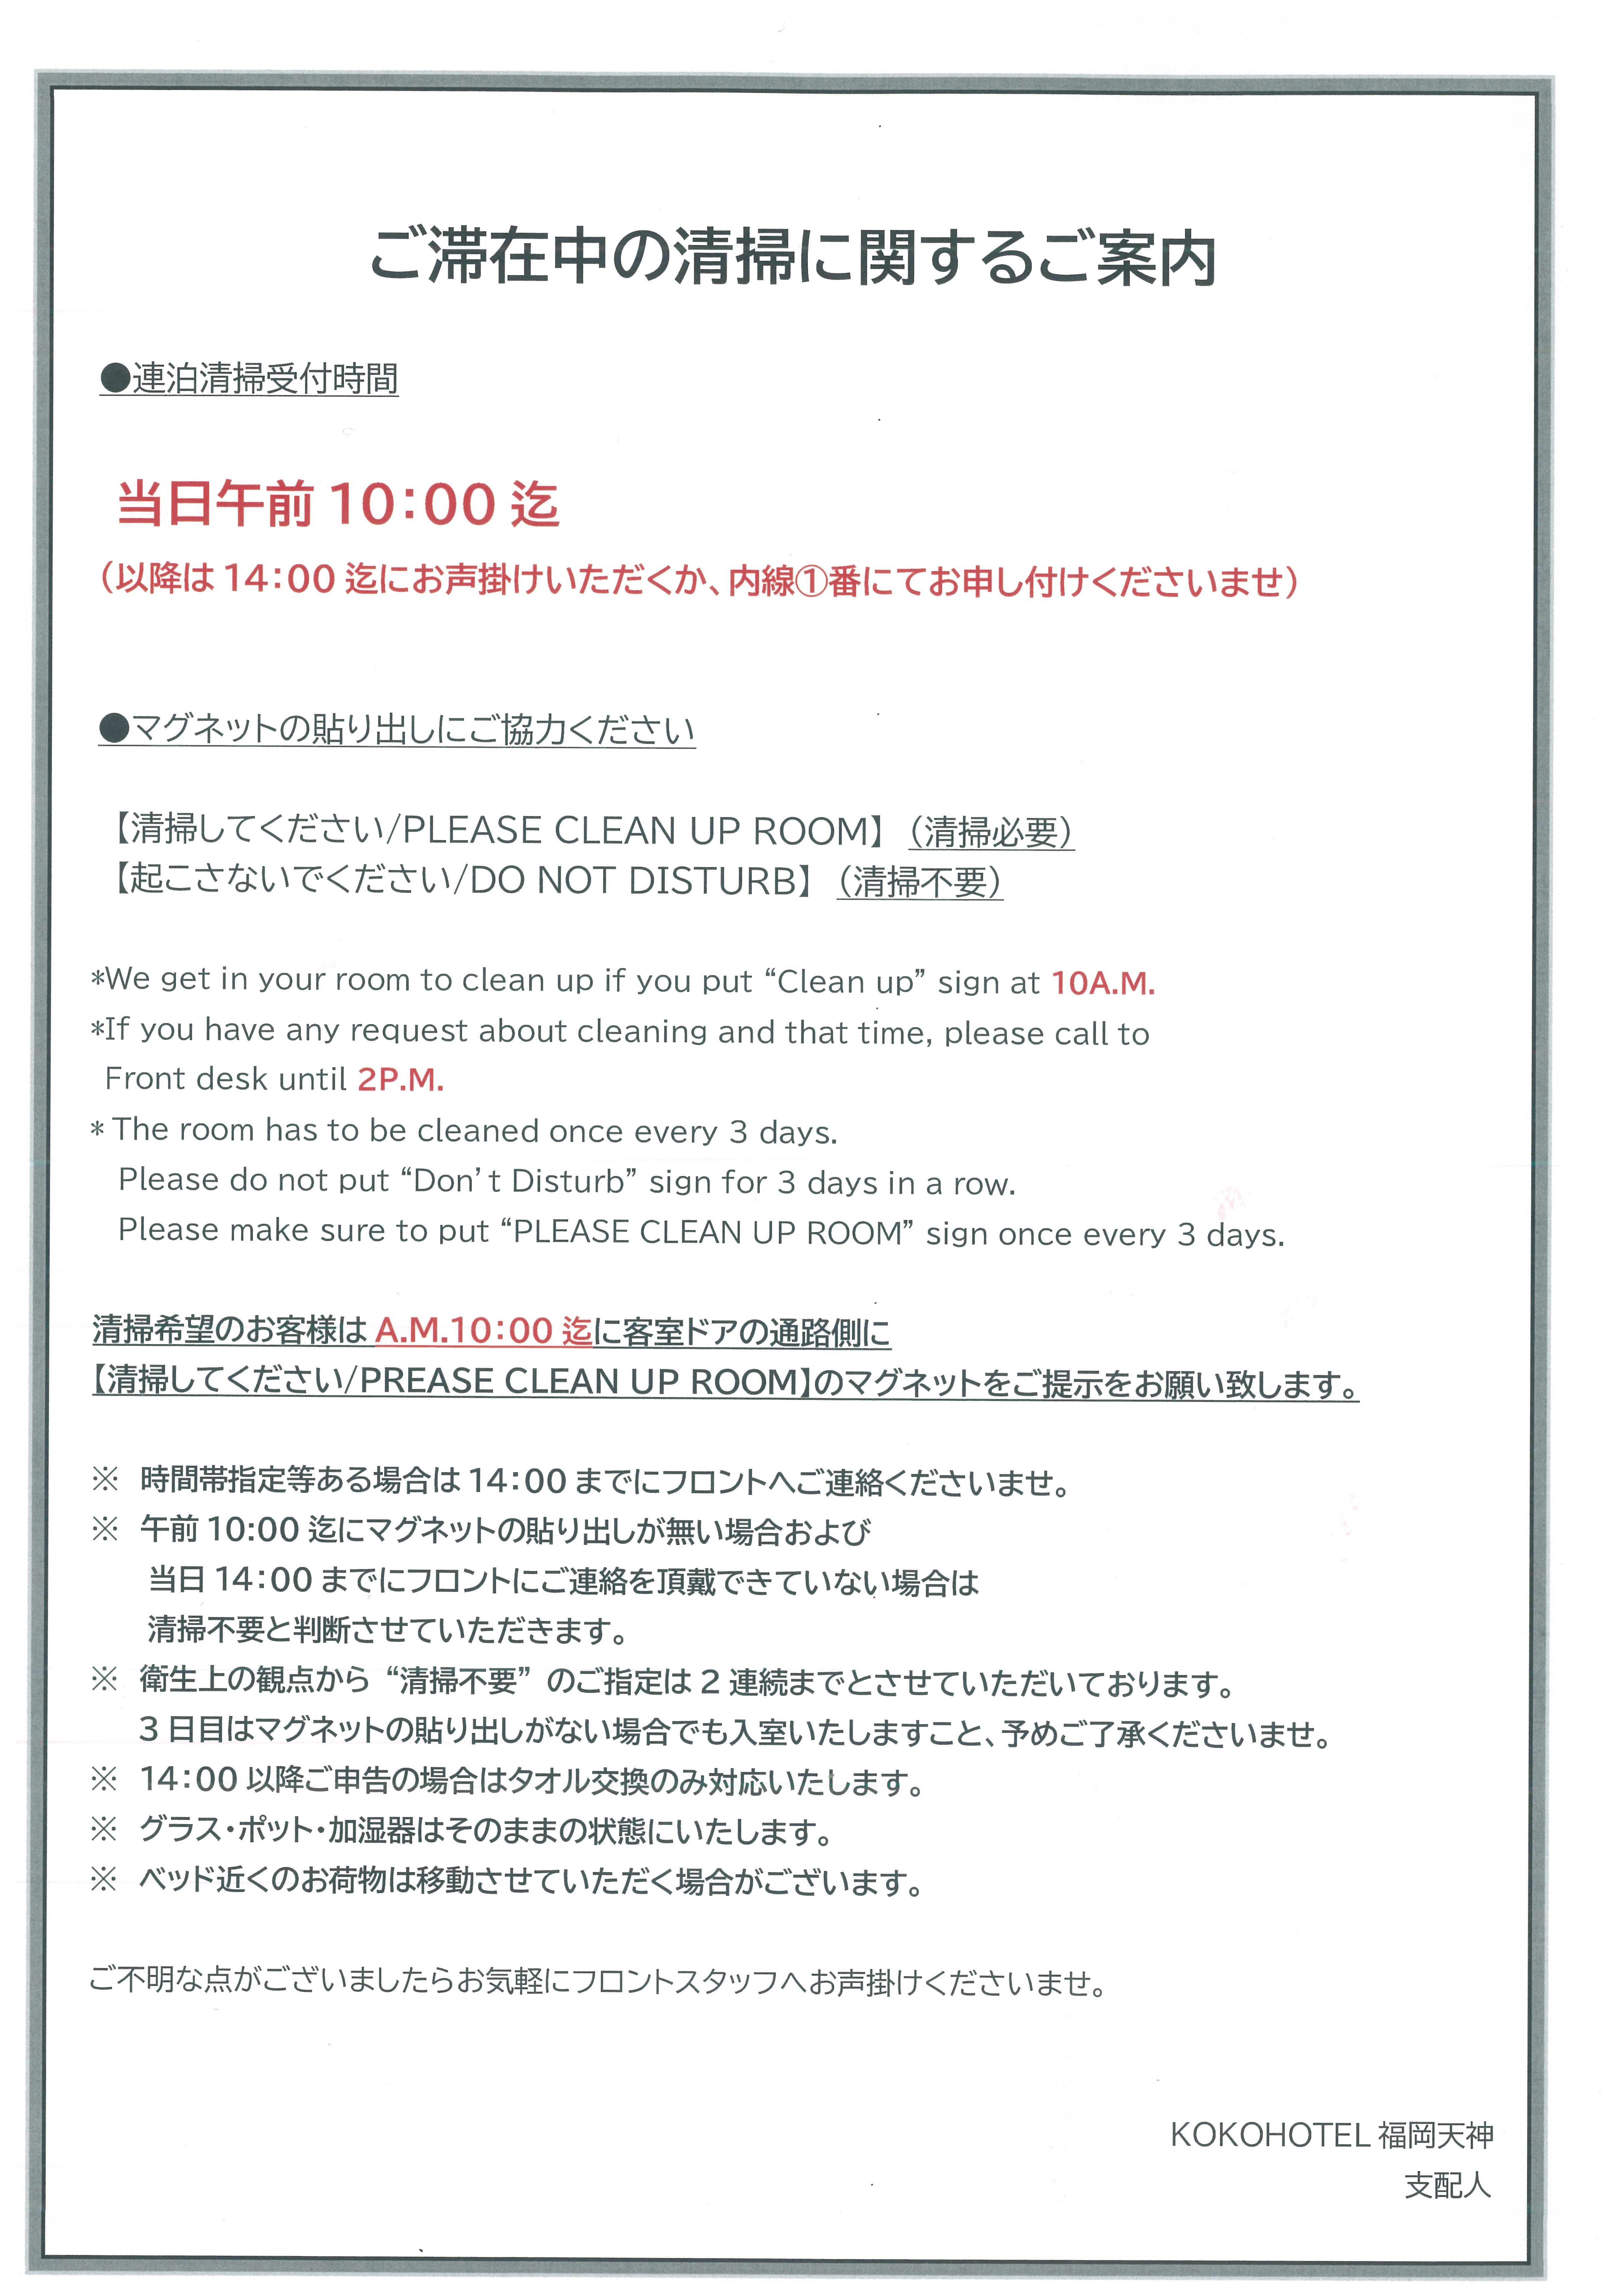 ご滞在中の清掃に関するご案内
●連泊清掃受付時間
当日午前 10：00 迄
（以降は 14：00 迄にお声掛けいただくか、内線①番にてお申し付けくださいませ）
●マグネットの貼り出しにご協力ください
【清掃してください/PLEASE CLEAN UP ROOM】（清掃必要）
【起こさないでください/DO NOT DISTURB】（清掃不要）
*We get in your room to clean up if you put “Clean up” sign at 10A.M.
*If you have any request about cleaning and that time, please call to
Front desk until 2P.M.
* The room has to be cleaned once every 3 days.
Please do not put “Don’t Disturb” sign for 3 days in a row.
Please make sure to put “PLEASE CLEAN UP ROOM” sign once every 3 days.
清掃希望のお客様は A.M.10：00 迄に客室ドアの通路側に
【清掃してください/PREASE CLEAN UP ROOM】のマグネットをご提示をお願い致します。
※ 時間帯指定等ある場合は 14：00 までにフロントへご連絡くださいませ。
※ 午前 10:00 迄にマグネットの貼り出しが無い場合および
当日 14：00 までにフロントにご連絡を頂戴できていない場合は
清掃不要と判断させていただきます。
※ 衛生上の観点から “清掃不要” のご指定は 2 連続までとさせていただいております。
3 日目はマグネットの貼り出しがない場合でも入室いたしますこと、予めご了承くださいませ。
※ 14：00 以降ご申告の場合はタオル交換のみ対応いたします。
※ グラス・ポット・加湿器はそのままの状態にいたします。
※ ベッド近くのお荷物は移動させていただく場合がございます。
ご不明な点がございましたらお気軽にフロントスタッフへお声掛けくださいませ。
KOKOHOTEL 福岡天神
支配人